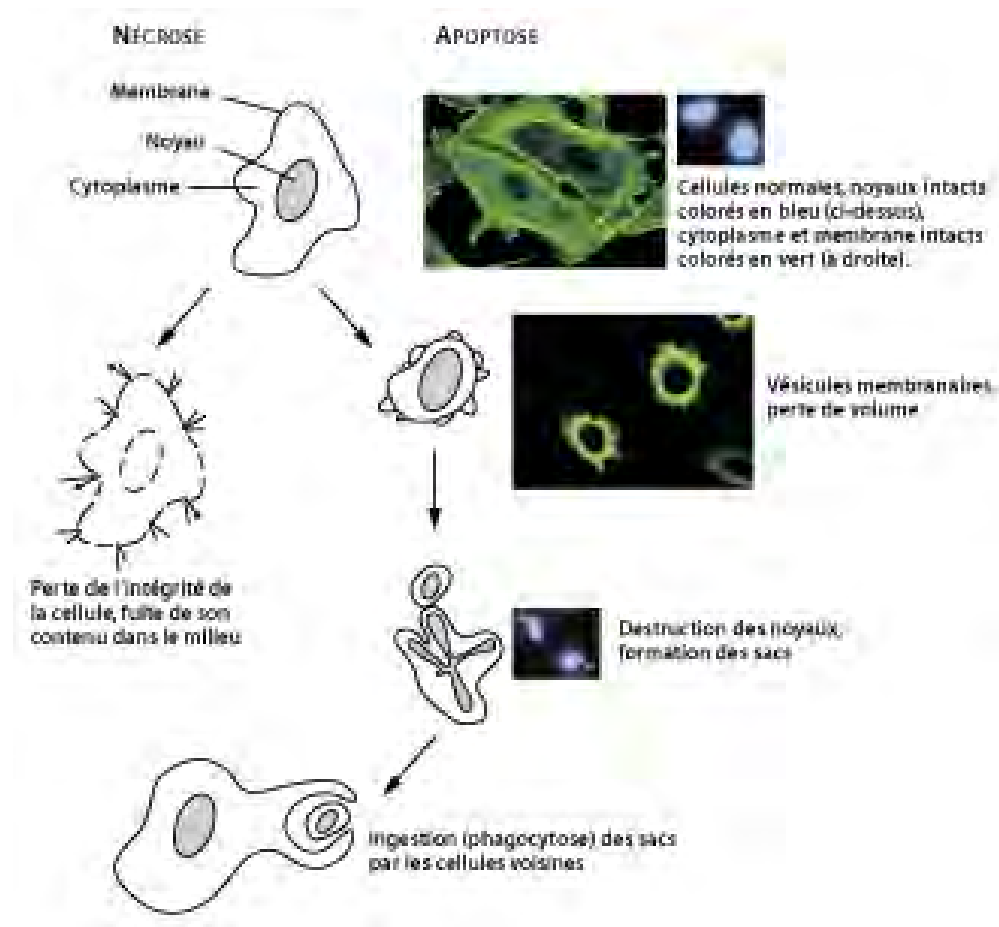 NÉCROSE
APOPTOSE
Membrane
Noyau
Cytoplasme
Cellules normales, noyaux intacts
colorés en bleu (ci-dessus),
cytoplasme et membrane intacts
colorés en vert (à droite).
Vésicules membranaires,
perte de volume
Perte de l'intégrité de
la cellule, fuite de son
contenu dans le milieu
Destruction des noyaux,
formation des sacs
Ingestion (phagocytose) des sacs
par les cellules voisines